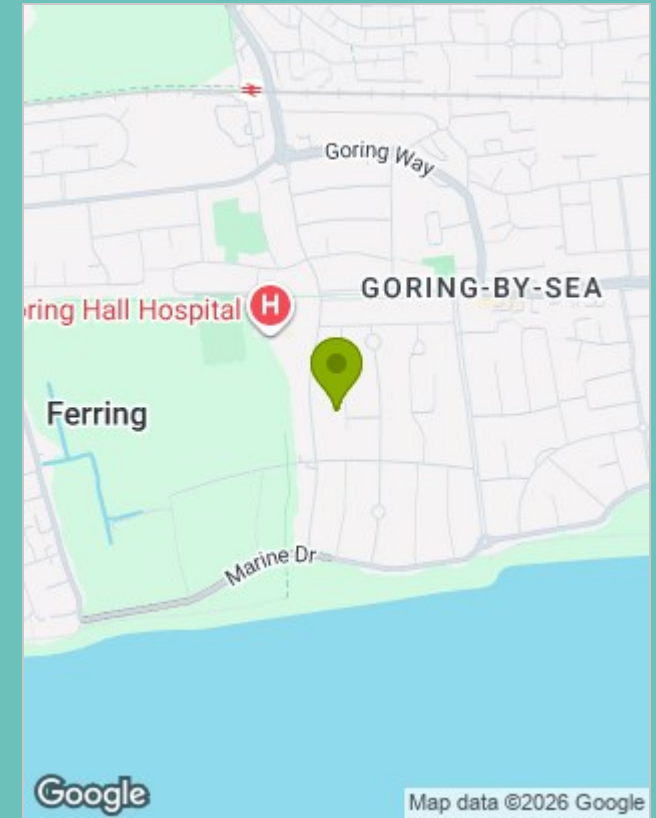 Goring Way
GORING-BY-SEA
ring Hall Hospital
H
Ferring
Marine Dr
Google
Map data ©2026 Google